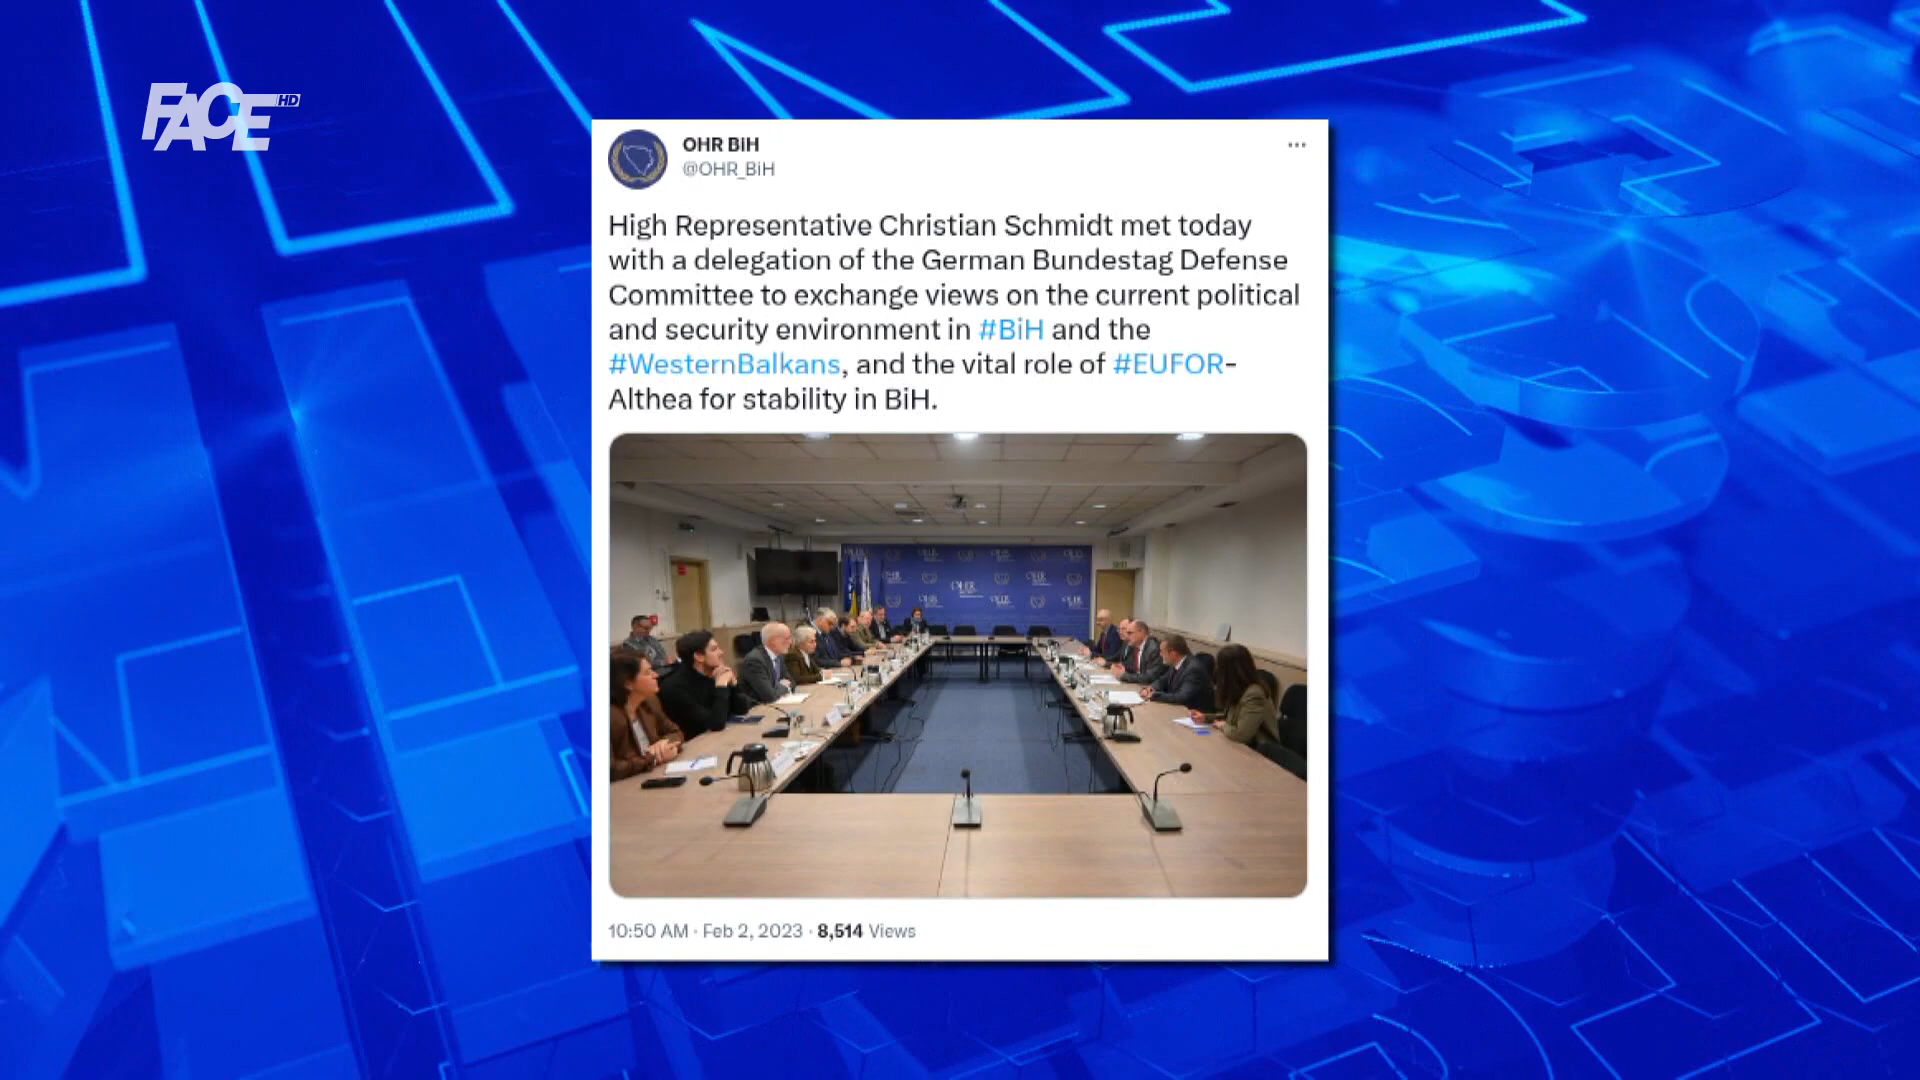 FACE HD
OHR BiH
@OHR_BiH
High Representative Christian Schmidt met today
with a delegation of the German Bundestag Defense
Committee to exchange views on the current political
and security environment in #BiH and the
#WesternBalkans, and the vital role of #EUFOR-
Althea for stability in BiH.
OHR
10:50 AM · Feb 2, 2023 · 8,514 Views